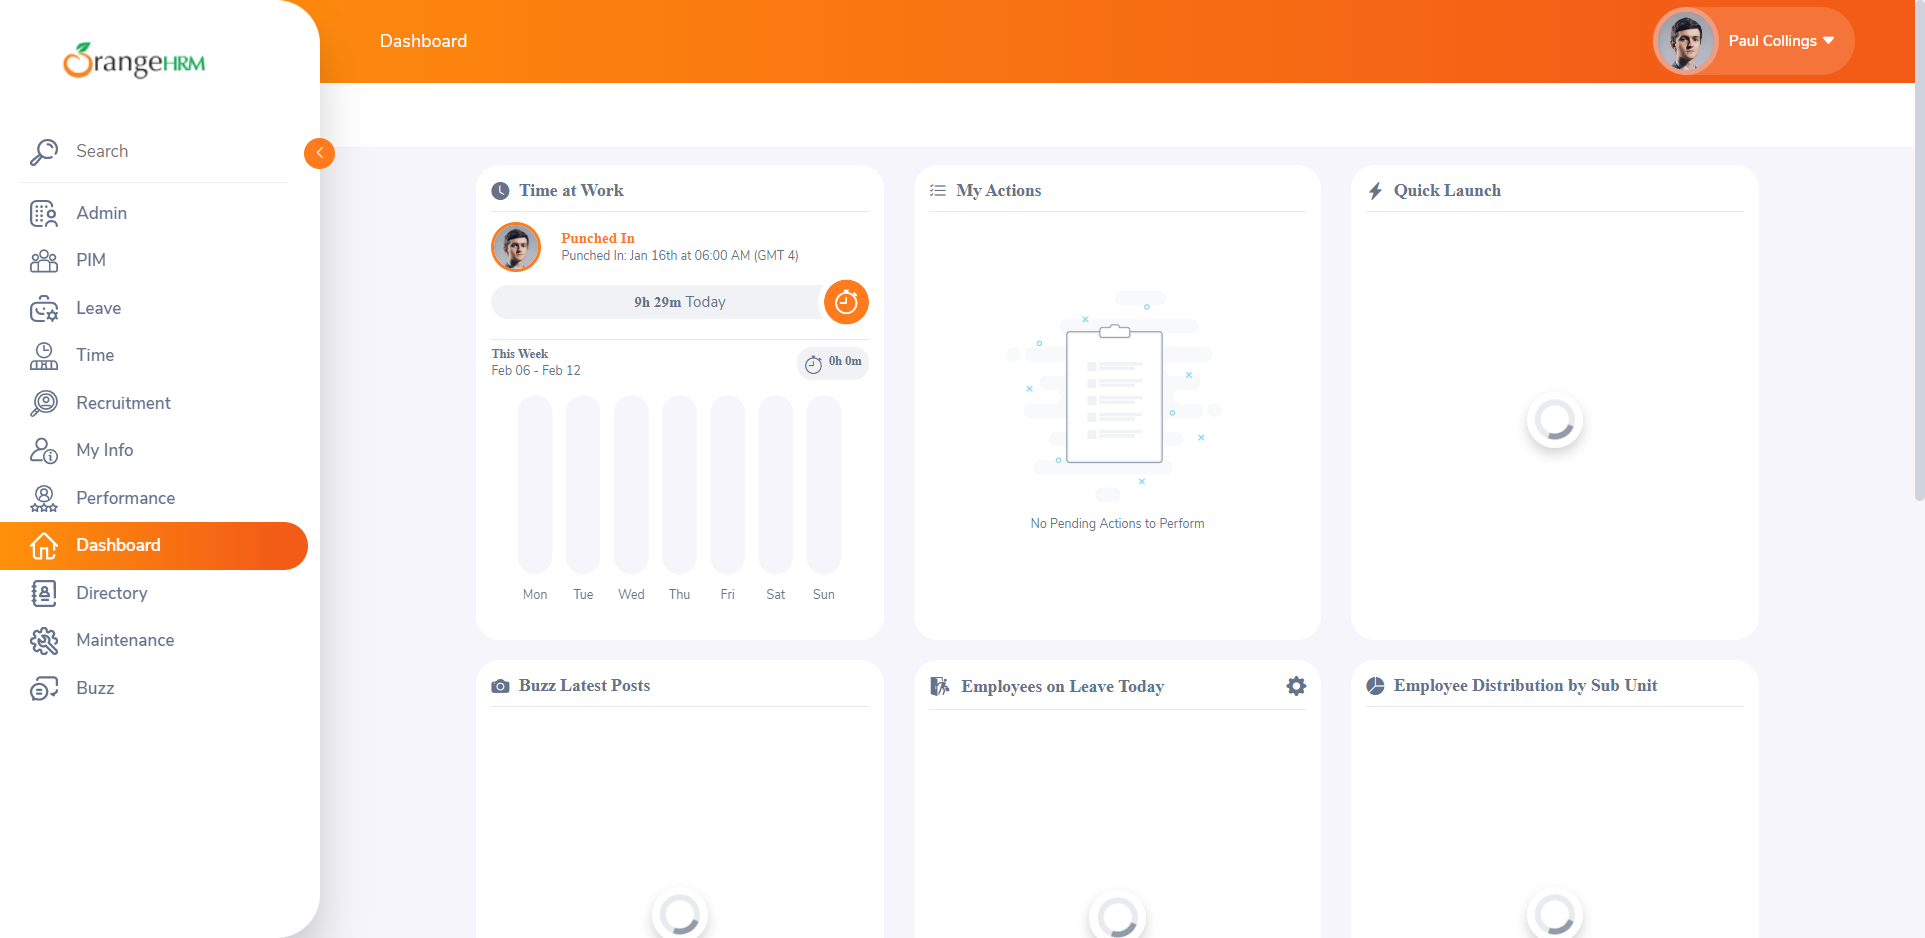 OrangeHRM
Dashboard
Paul Collings
Search
Admin
PIM
Leave
Time
Recruitment
My Info
Performance
Dashboard
Directory
Maintenance
Buzz
Time at Work
Punched In
Punched In: Jan 16th at 06:00 AM (GMT 4)
9h 29m Today
This Week
Feb 06 - Feb 12
0h 0m
Mon Tue Wed Thu Fri Sat Sun
My Actions
No Pending Actions to Perform
Quick Launch
Buzz Latest Posts
Employees on Leave Today
Employee Distribution by Sub Unit